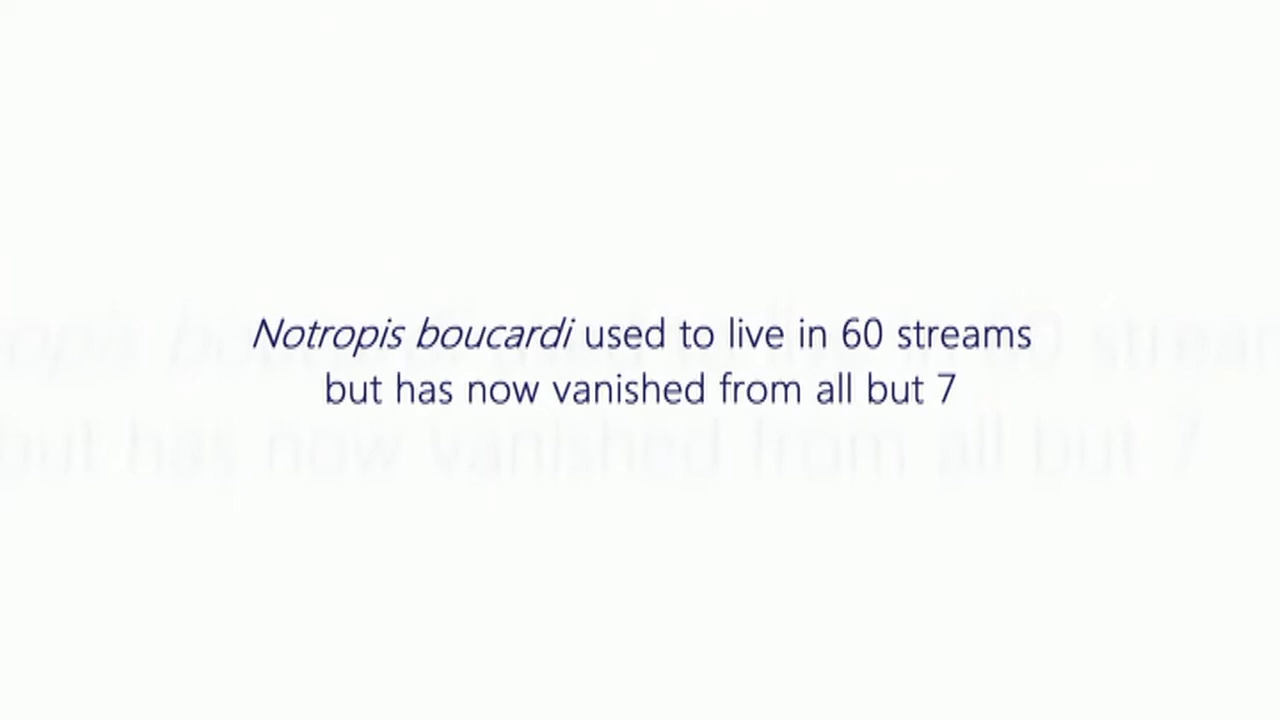 Notropis boucardi used to live in 60 streams
but has now vanished from all but 7